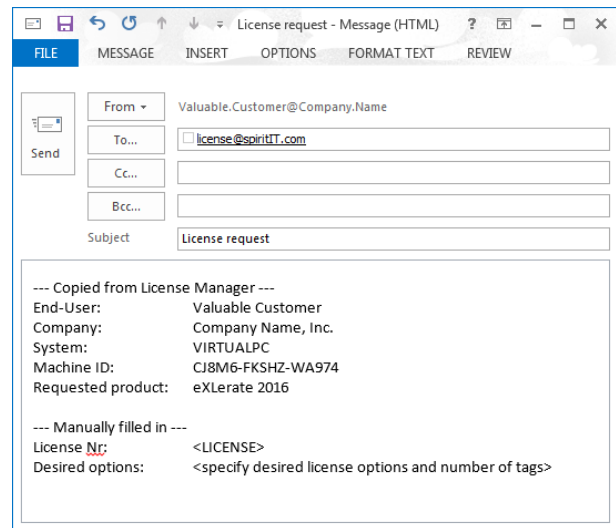 License request - Message (HTML) ?
FILE MESSAGE INSERT OPTIONS FORMAT TEXT REVIEW
From Valuable.Customer@Company.Name
Send
To... license@spiritIT.com
Cc...
Bcc...
Subject License request
--- Copied from License Manager ---
End-User: Valuable Customer
Company: Company Name, Inc.
System: VIRTUALPC
Machine ID: CJ8M6-FKSHZ-WA974
Requested product: eXLerate 2016
--- Manually filled in ---
License Nr: <LICENSE>
Desired options: <specify desired license options and number of tags>